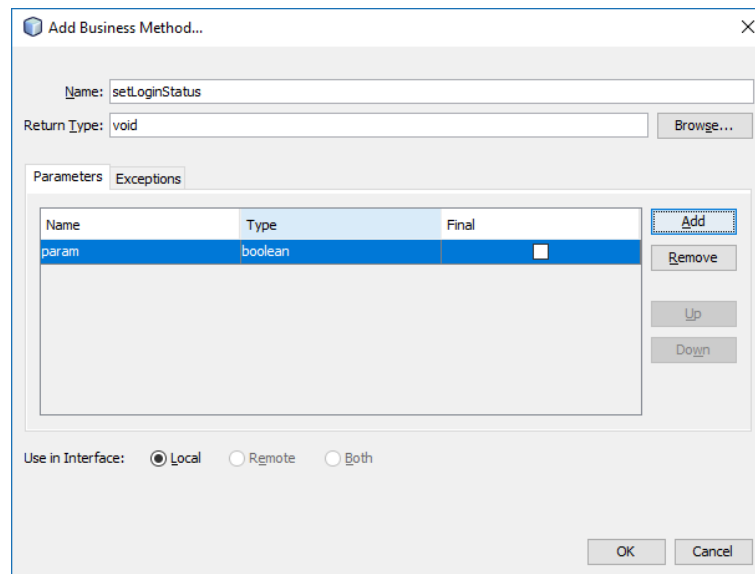 Add Business Method...
Name: setLoginStatus
Return Type: void Browse...
Parameters Exceptions
Name Type Final Add
param boolean Remove
Up
Down
Use in Interface: Local Remote Both
OK Cancel